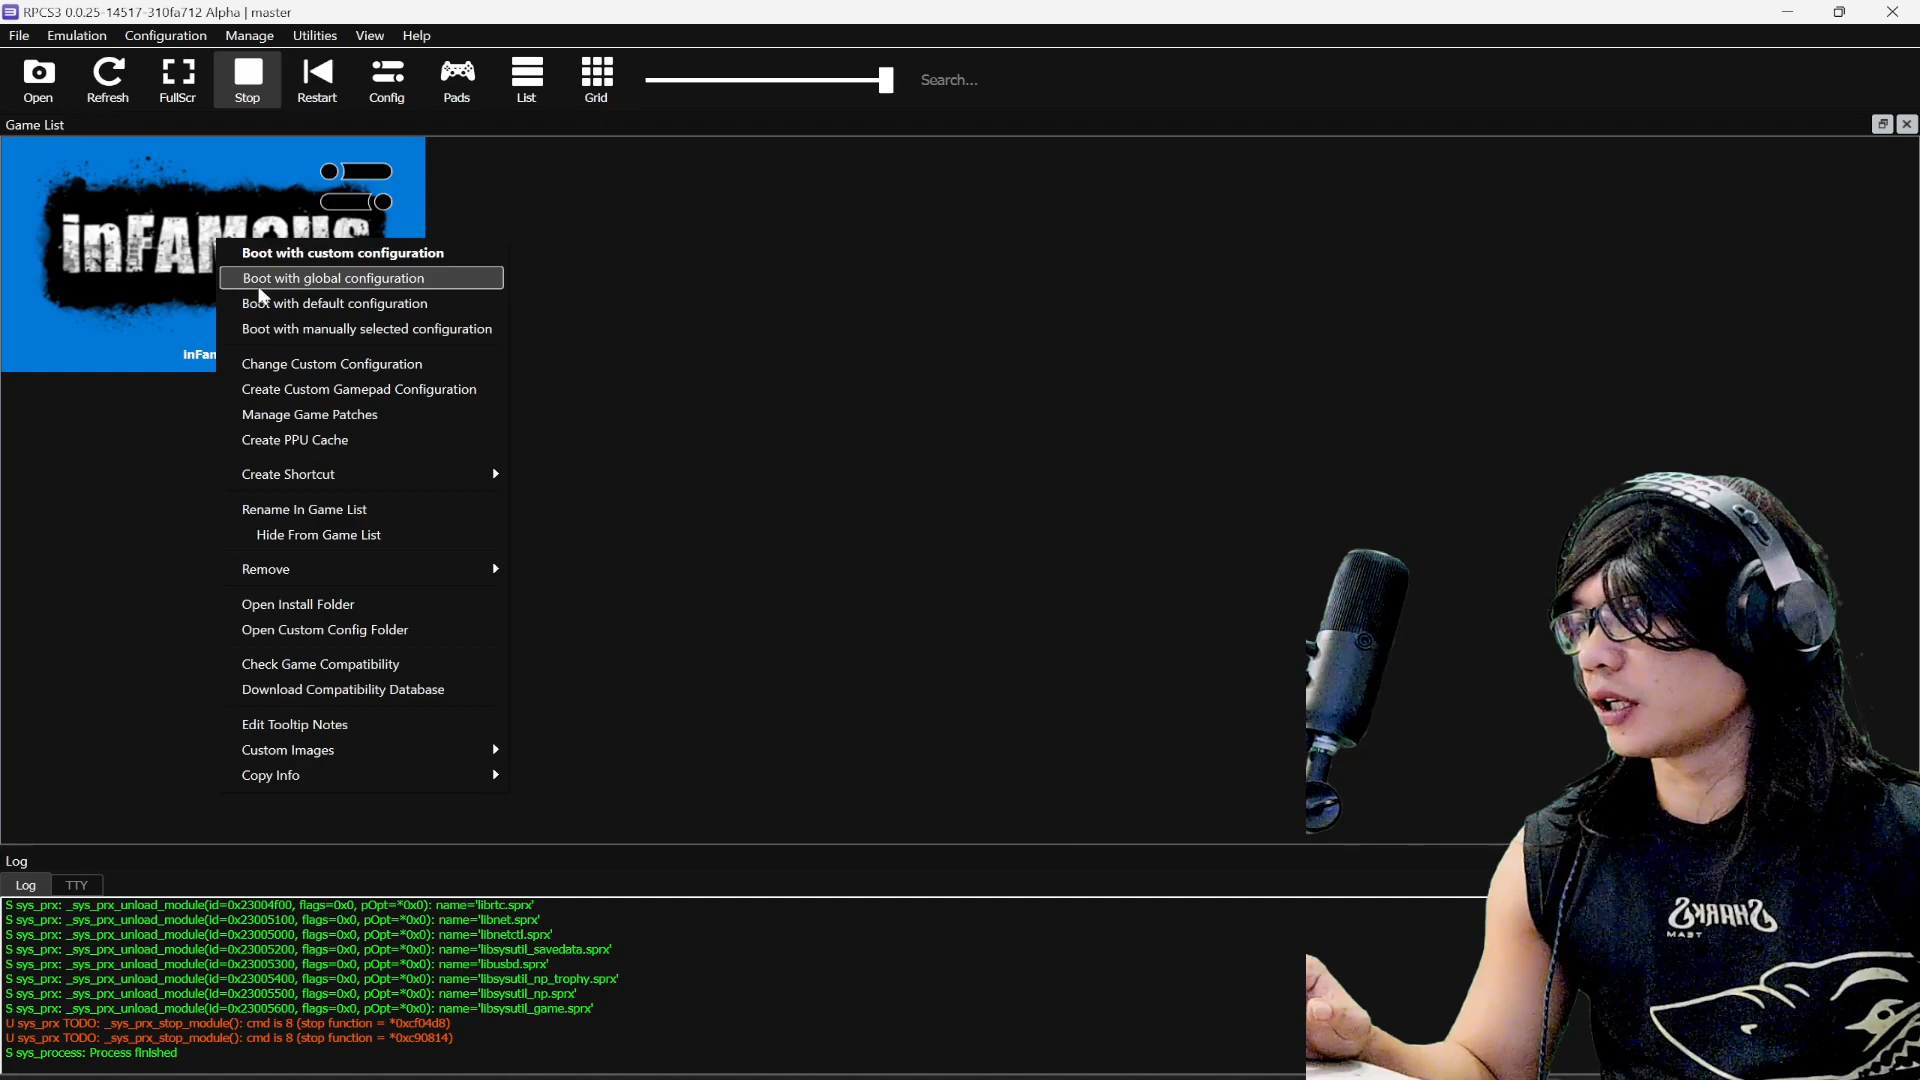 RPCS3 0.0.25-14517-310fa712 Alpha | master
File Emulation Configuration Manage Utilities View Help
Open Refresh FullScr Stop Restart Config Pads List Grid Search...
Game List
inFAMOUS
inFam
Boot with custom configuration
Boot with global configuration
Boot with default configuration
Boot with manually selected configuration
Change Custom Configuration
Create Custom Gamepad Configuration
Manage Game Patches
Create PPU Cache
Create Shortcut
Rename In Game List
Hide From Game List
Remove
Open Install Folder
Open Custom Config Folder
Check Game Compatibility
Download Compatibility Database
Edit Tooltip Notes
Custom Images
Copy Info
Log
Log TTY
S sys_prx: _sys_prx_unload_module(id=0x23004f00, flags=0x0, pOpt=*0x0): name='librtc.sprx'
S sys_prx: _sys_prx_unload_module(id=0x23005100, flags=0x0, pOpt=*0x0): name='libnet.sprx'
S sys_prx: _sys_prx_unload_module(id=0x23005000, flags=0x0, pOpt=*0x0): name='libnetctl.sprx'
S sys_prx: _sys_prx_unload_module(id=0x23005200, flags=0x0, pOpt=*0x0): name='libsysutil_savedata.sprx'
S sys_prx: _sys_prx_unload_module(id=0x23005300, flags=0x0, pOpt=*0x0): name='libusbd.sprx'
S sys_prx: _sys_prx_unload_module(id=0x23005400, flags=0x0, pOpt=*0x0): name='libsysutil_np_trophy.sprx'
S sys_prx: _sys_prx_unload_module(id=0x23005500, flags=0x0, pOpt=*0x0): name='libsysutil_np.sprx'
S sys_prx: _sys_prx_unload_module(id=0x23005600, flags=0x0, pOpt=*0x0): name='libsysutil_game.sprx'
U sys_prx TODO: _sys_prx_stop_module(): cmd is 8 (stop function = *0xcf04d8)
U sys_prx TODO: _sys_prx_stop_module(): cmd is 8 (stop function = *0xc90814)
S sys_process: Process finished
SHARKS